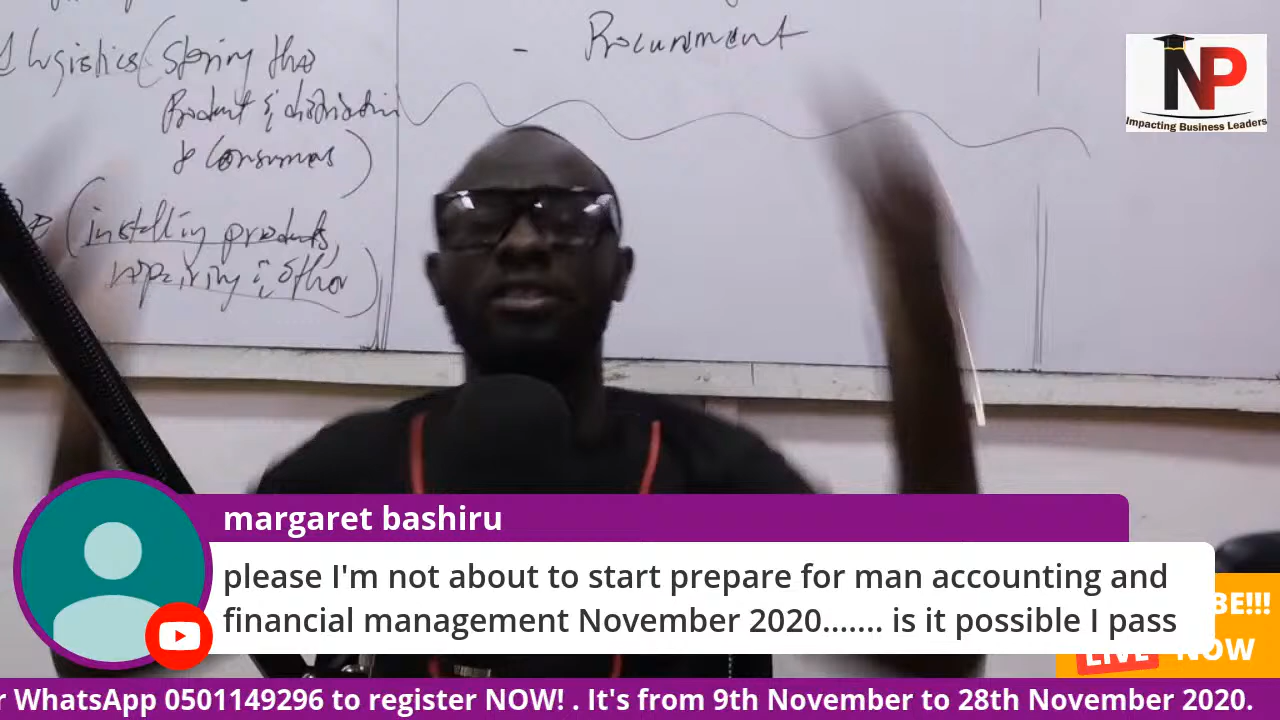 - Procurement
logistics (Storing the
Product & distribution
& Consumers)
(installing products,
repairing & other)
NP
Impacting Business Leaders
margaret bashiru
please I'm not about to start prepare for man accounting and
financial management November 2020....... is it possible I pass
BE!!!
LIVE NOW
r WhatsApp 0501149296 to register NOW! . It's from 9th November to 28th November 2020.